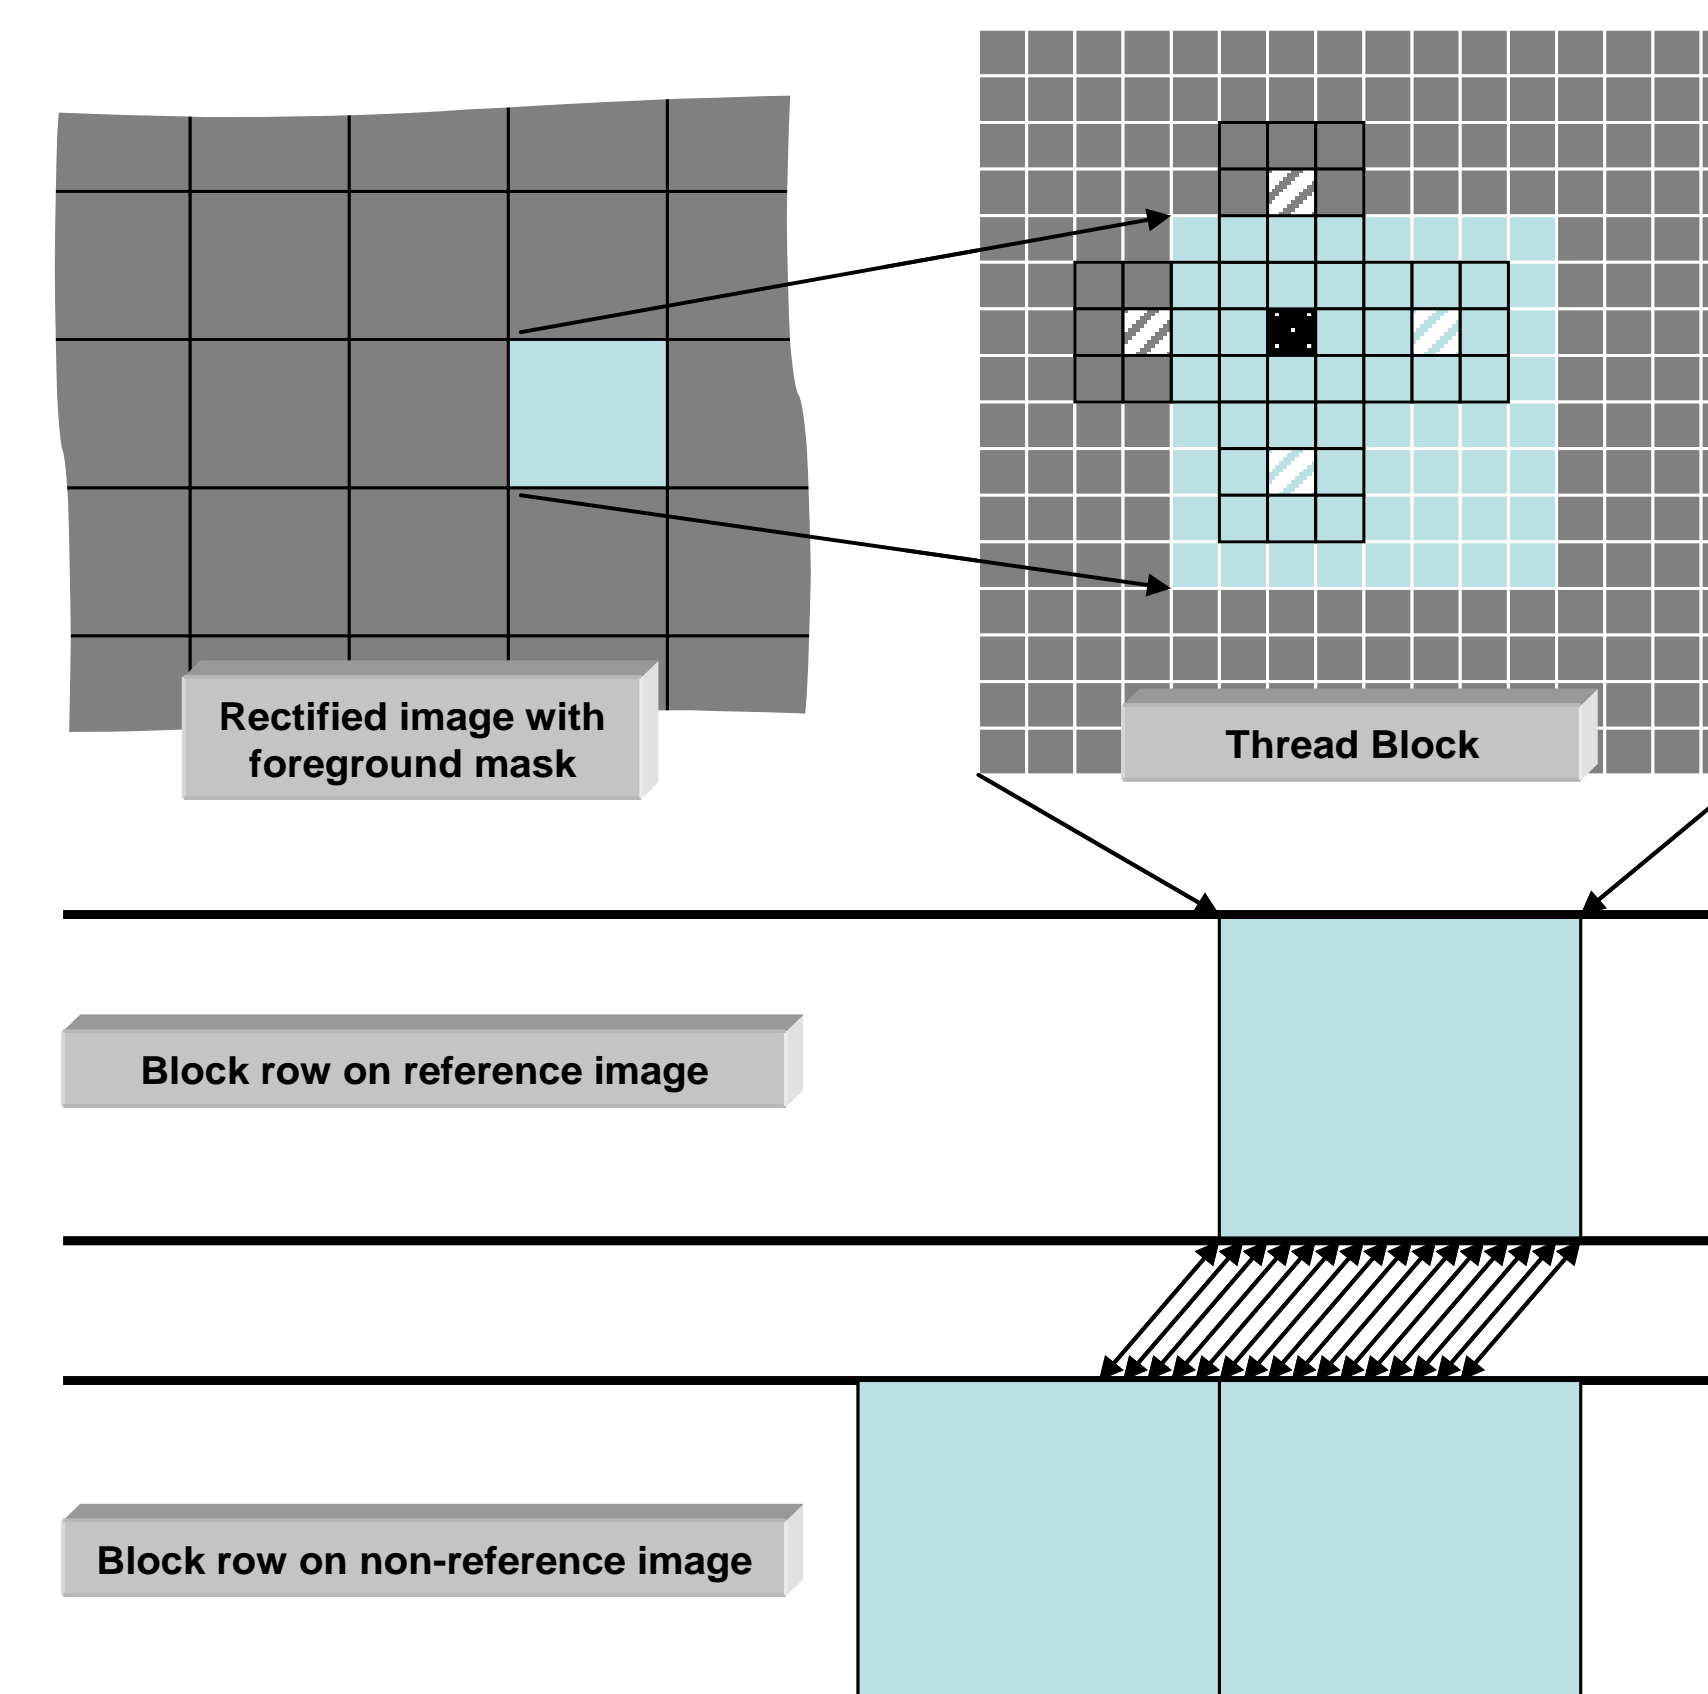 Rectified image with
foreground mask
Thread Block
Block row on reference image
Block row on non-reference image